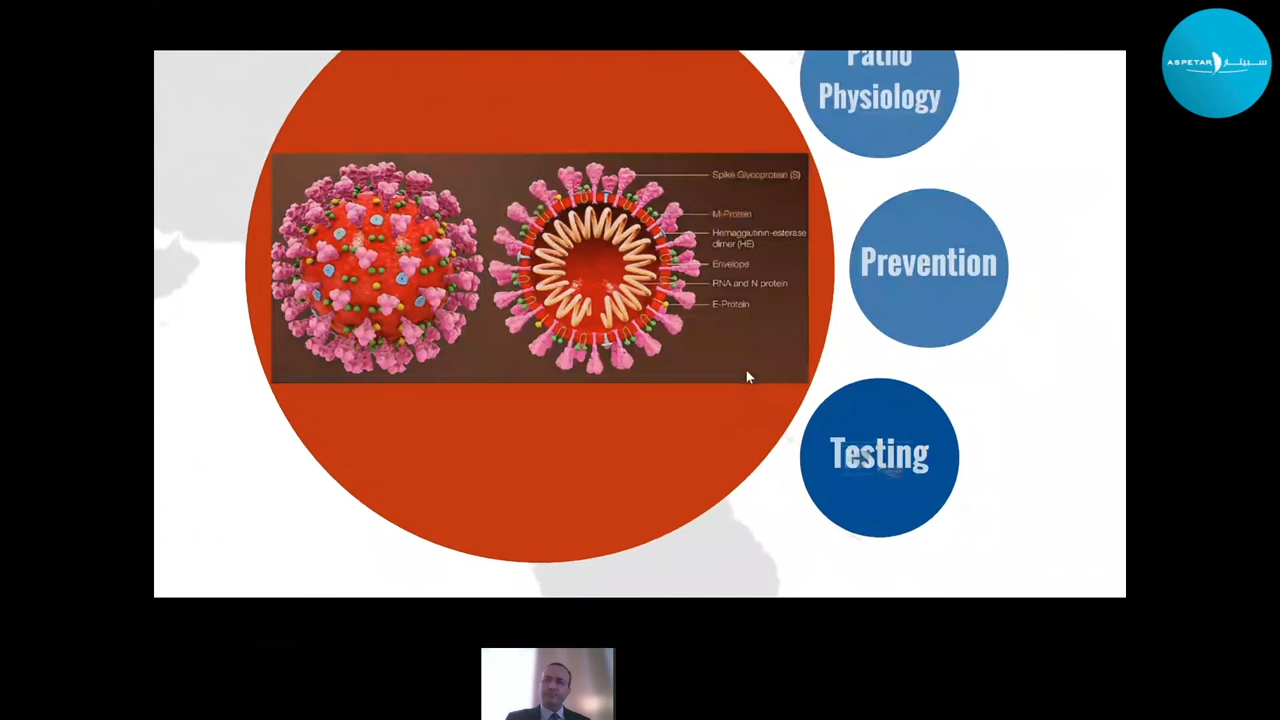 Patho
Physiology
ASPETAR سبيتار
Spike Glycoprotein (S)
M-Protein
Hemagglutinin-esterase
dimer (HE)
Envelope
RNA and N protein
E-Protein
Prevention
Testing